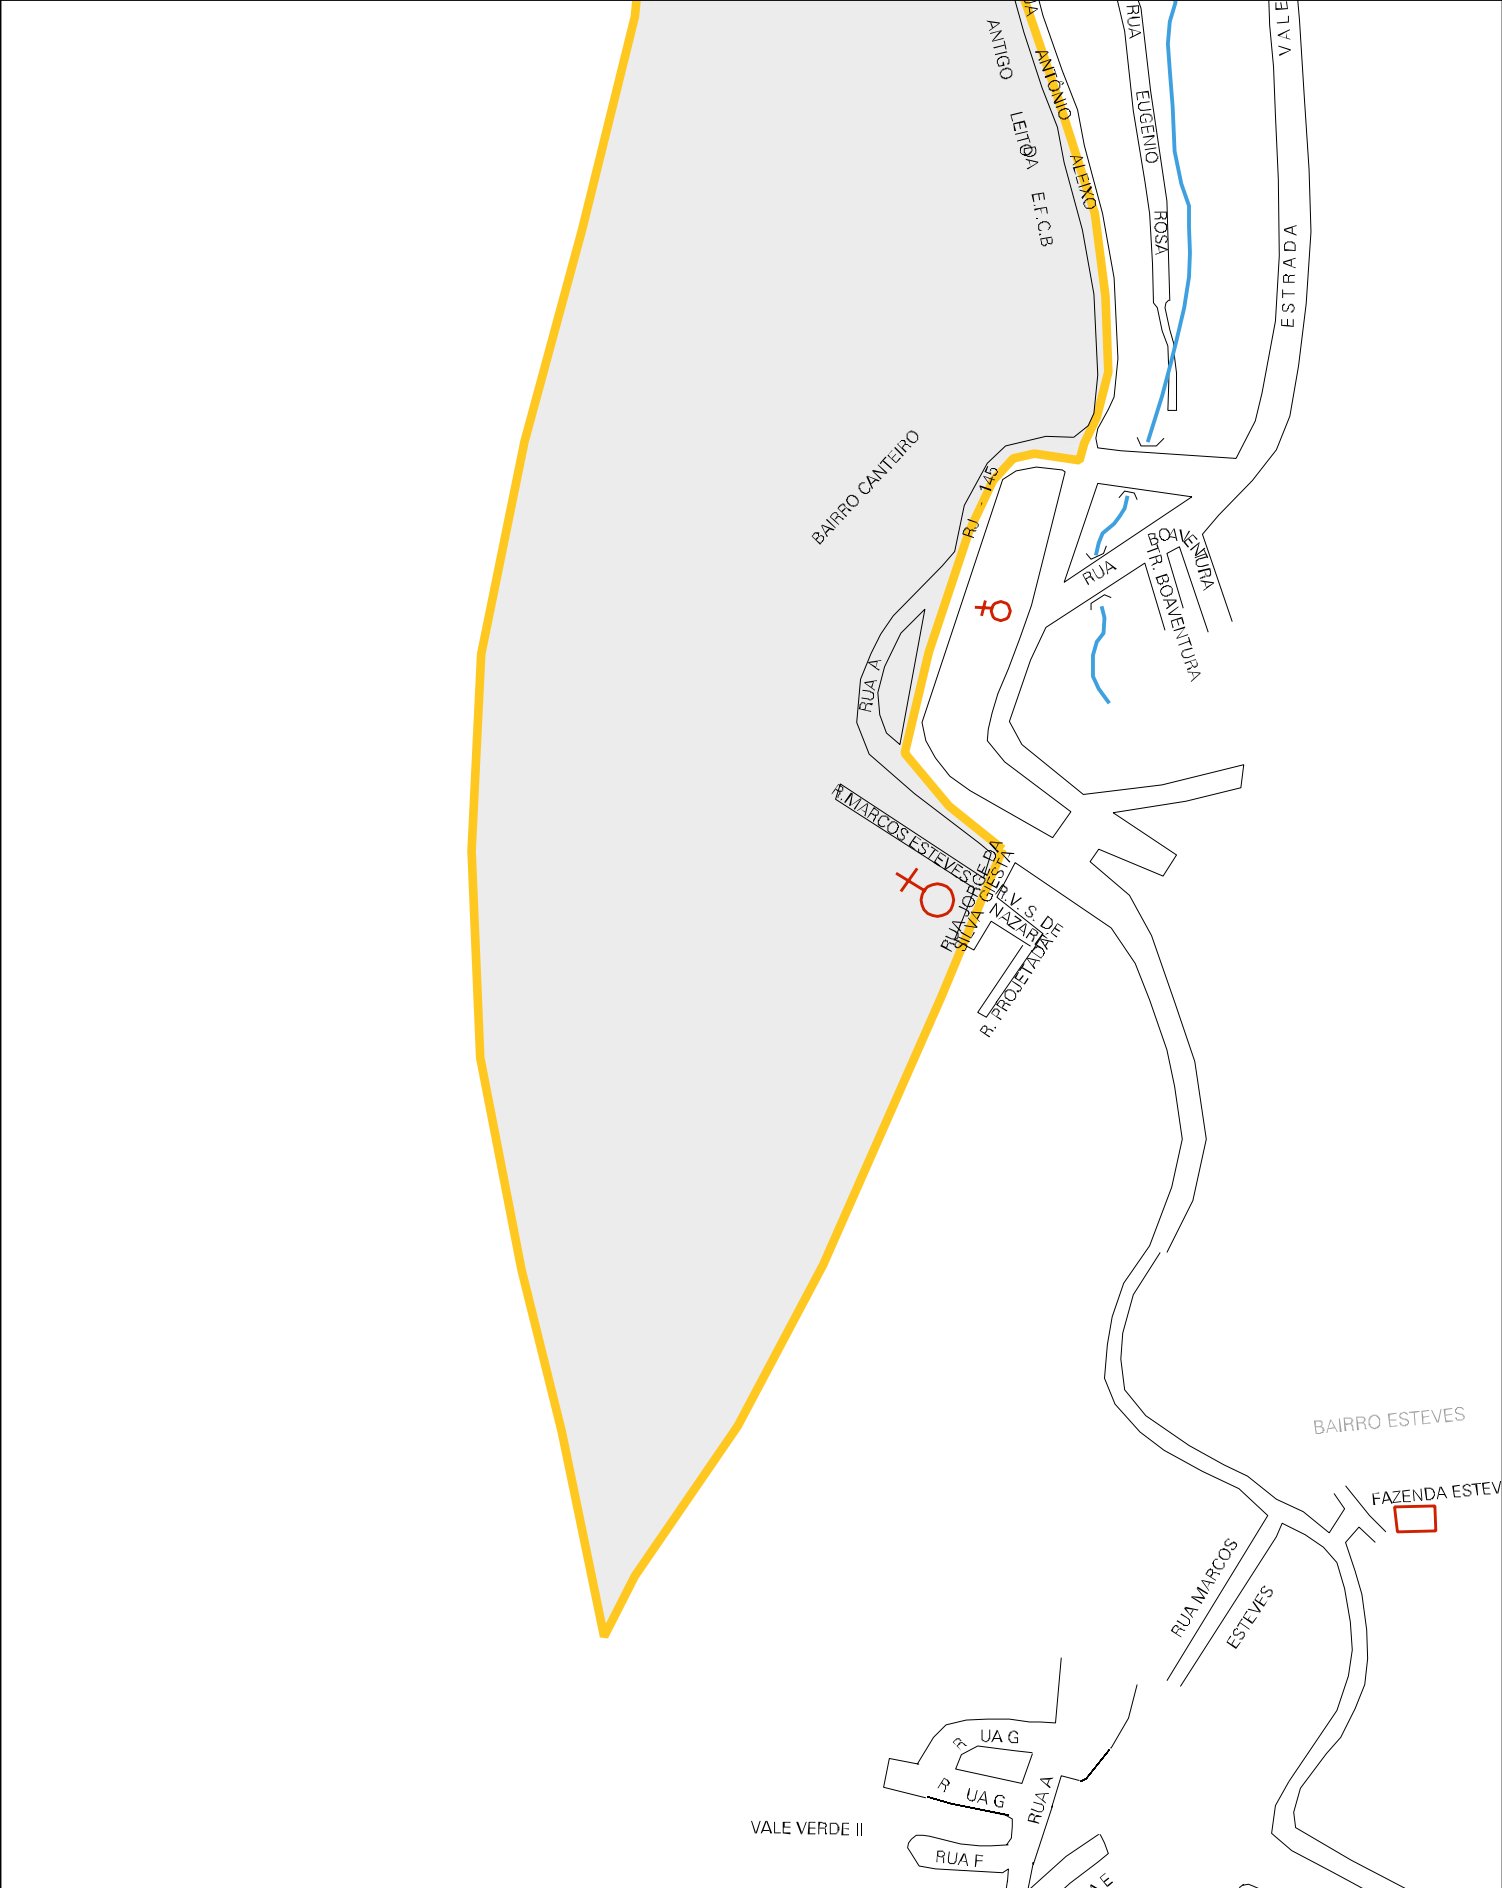 ANTIGO
LEITO
DA
E.F.C.B
ANTÔNIO
ALEIXO
RUA
EUGENIO
ROSA
VALE
ESTRADA
BAIRRO CANTEIRO
RJ - 145
RUA
BOAVENTURA
TR. BOAVENTURA
RUA A
R.MARCOS ESTEVES
RUA JORGE DA
SILVA GIESTA
R.V. S. DE
NAZARÉ
R. PROJETADA
BAIRRO ESTEVES
FAZENDA ESTEV
RUA MARCOS
ESTEVES
R UA G
R UA G
RUA A
VALE VERDE II
RUA F